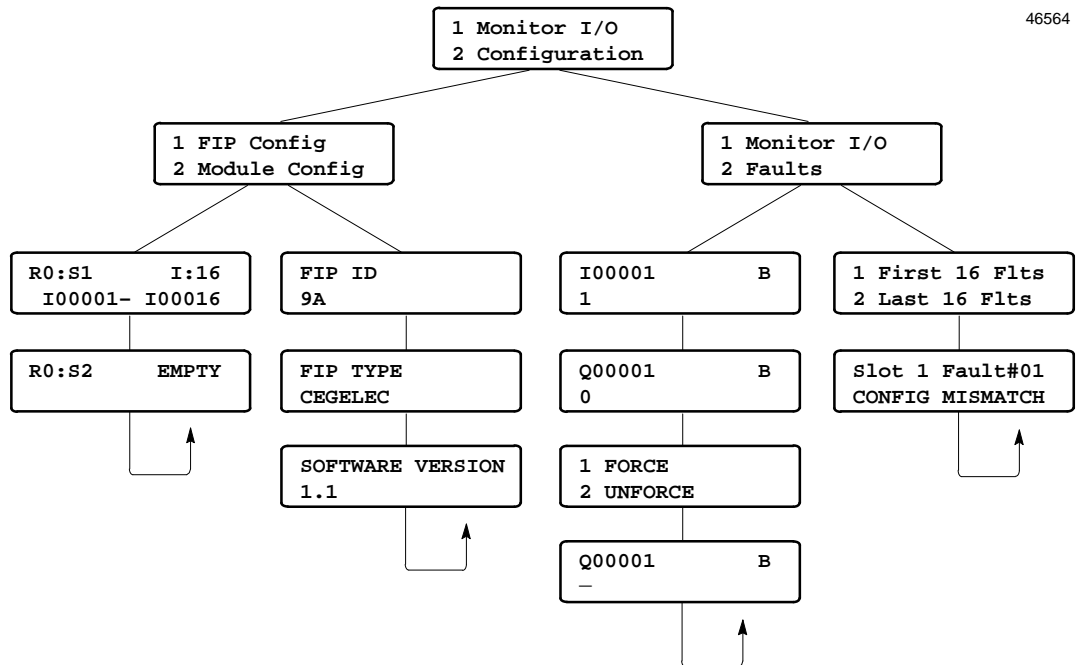 46564
1 Monitor I/O
2 Configuration
1 FIP Config
2 Module Config
1 Monitor I/O
2 Faults
R0:S1 I:16
I00001- I00016
FIP ID
9A
I00001 B
1
1 First 16 Flts
2 Last 16 Flts
R0:S2 EMPTY
FIP TYPE
CEGELEC
Q00001 B
0
Slot 1 Fault#01
CONFIG MISMATCH
SOFTWARE VERSION
1.1
1 FORCE
2 UNFORCE
Q00001 B
_